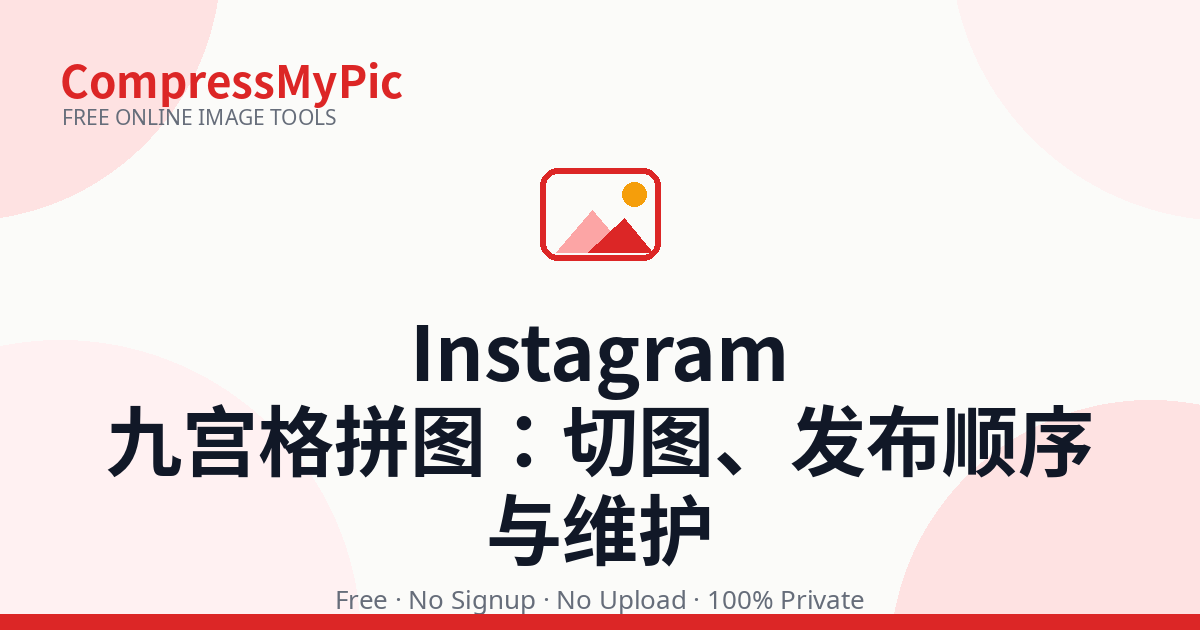 CompressMyPic
FREE ONLINE IMAGE TOOLS
Instagram
九宫格拼图：切图、发布顺序
与维护
Free · No Signup · No Upload · 100% Private